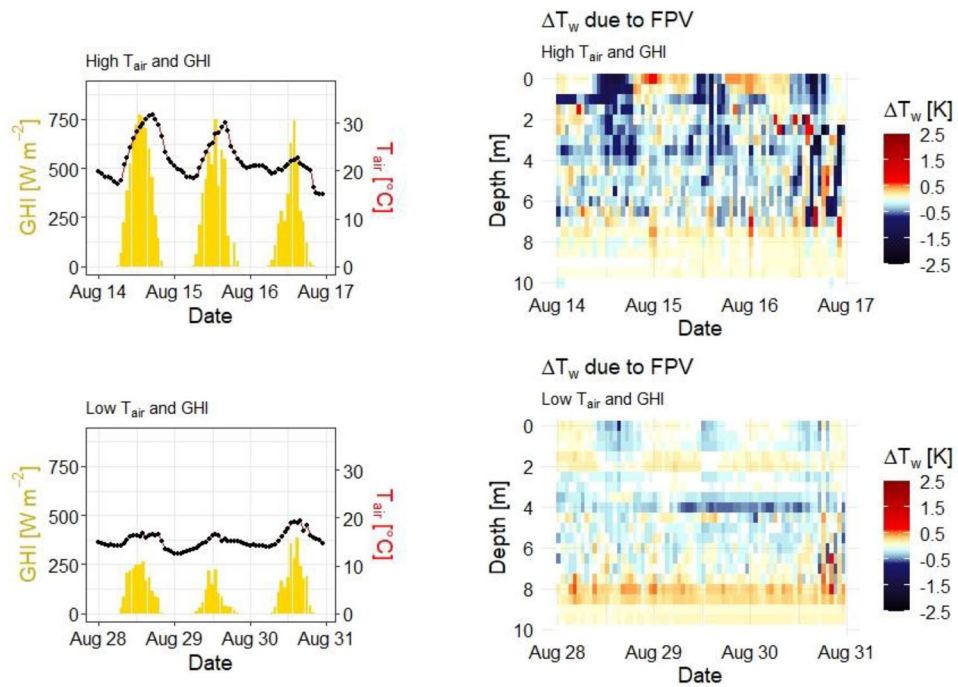 High Tair and GHI
GHI [W m−2]
750
500
250
0
30
20
10
0
Tair [°C]
Aug 14 Aug 15 Aug 16 Aug 17
Date
ΔTw due to FPV
High Tair and GHI
Depth [m]
0
2
4
6
8
10
Aug 14 Aug 15 Aug 16 Aug 17
Date
ΔTw [K]
2.5
1.5
0.5
-0.5
-1.5
-2.5
Low Tair and GHI
GHI [W m−2]
750
500
250
0
30
20
10
0
Tair [°C]
Aug 28 Aug 29 Aug 30 Aug 31
Date
ΔTw due to FPV
Low Tair and GHI
Depth [m]
0
2
4
6
8
10
Aug 28 Aug 29 Aug 30 Aug 31
Date
ΔTw [K]
2.5
1.5
0.5
-0.5
-1.5
-2.5